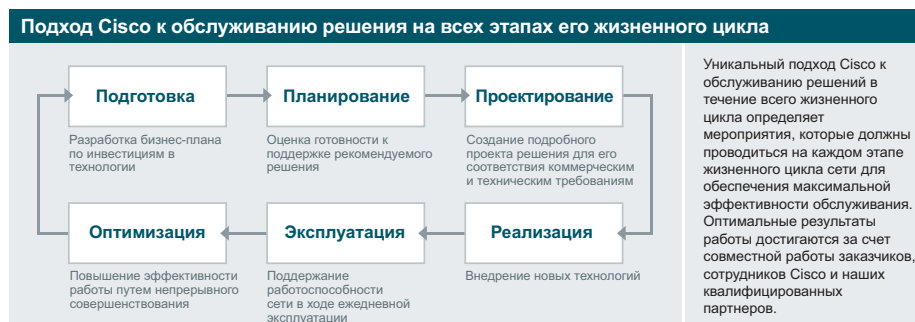 Подход Cisco к обслуживанию решения на всех этапах его жизненного цикла
Подготовка
Разработка бизнес-плана
по инвестициям в
технологии
Планирование
Оценка готовности к
поддержке рекомендуемого
решения
Проектирование
Создание подробного
проекта решения для его
соответствия коммерческим
и техническим требованиям
Оптимизация
Повышение эффективности
работы путем непрерывного
совершенствования
Эксплуатация
Поддержание
работоспособности
сети в ходе ежедневной
эксплуатации
Реализация
Внедрение новых технологий
Уникальный подход Cisco к
обслуживанию решений в
течение всего жизненного
цикла определяет
мероприятия, которые должны
проводиться на каждом этапе
жизненного цикла сети для
обеспечения максимальной
эффективности обслуживания.
Оптимальные результаты
работы достигаются за счет
совместной работы заказчиков,
сотрудников Cisco и наших
квалифицированных
партнеров.